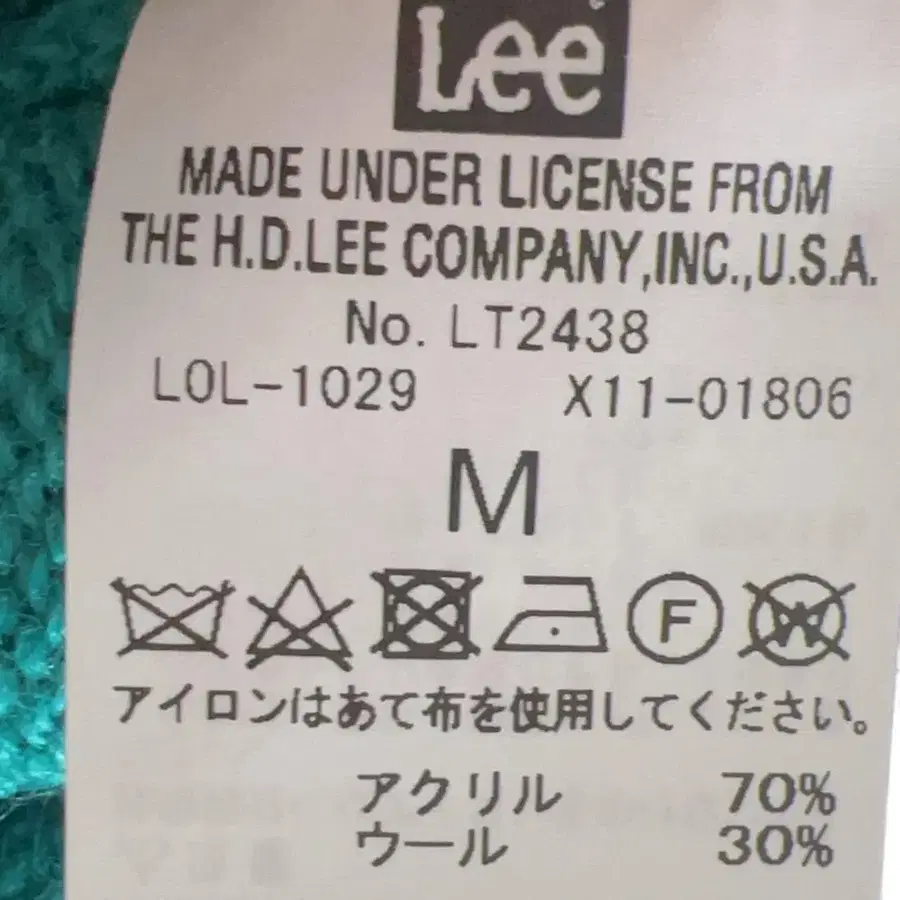 Lee
MADE UNDER LICENSE FROM
THE H.D.LEE COMPANY,INC.,U.S.A.
No. LT2438
LOL-1029 X11-01806
M
F W
アイロンはあて布を使用してください。
アクリル 70%
ウール 30%